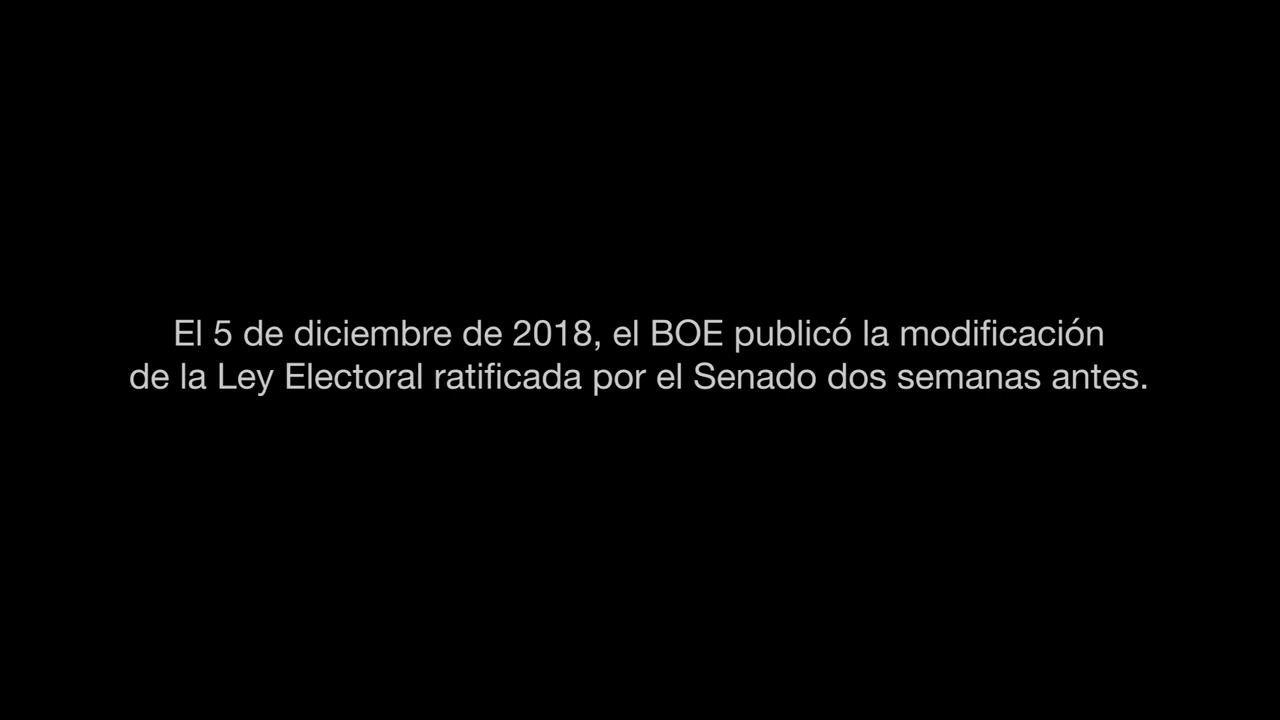 El 5 de diciembre de 2018, el BOE publicó la modificación
de la Ley Electoral ratificada por el Senado dos semanas antes.